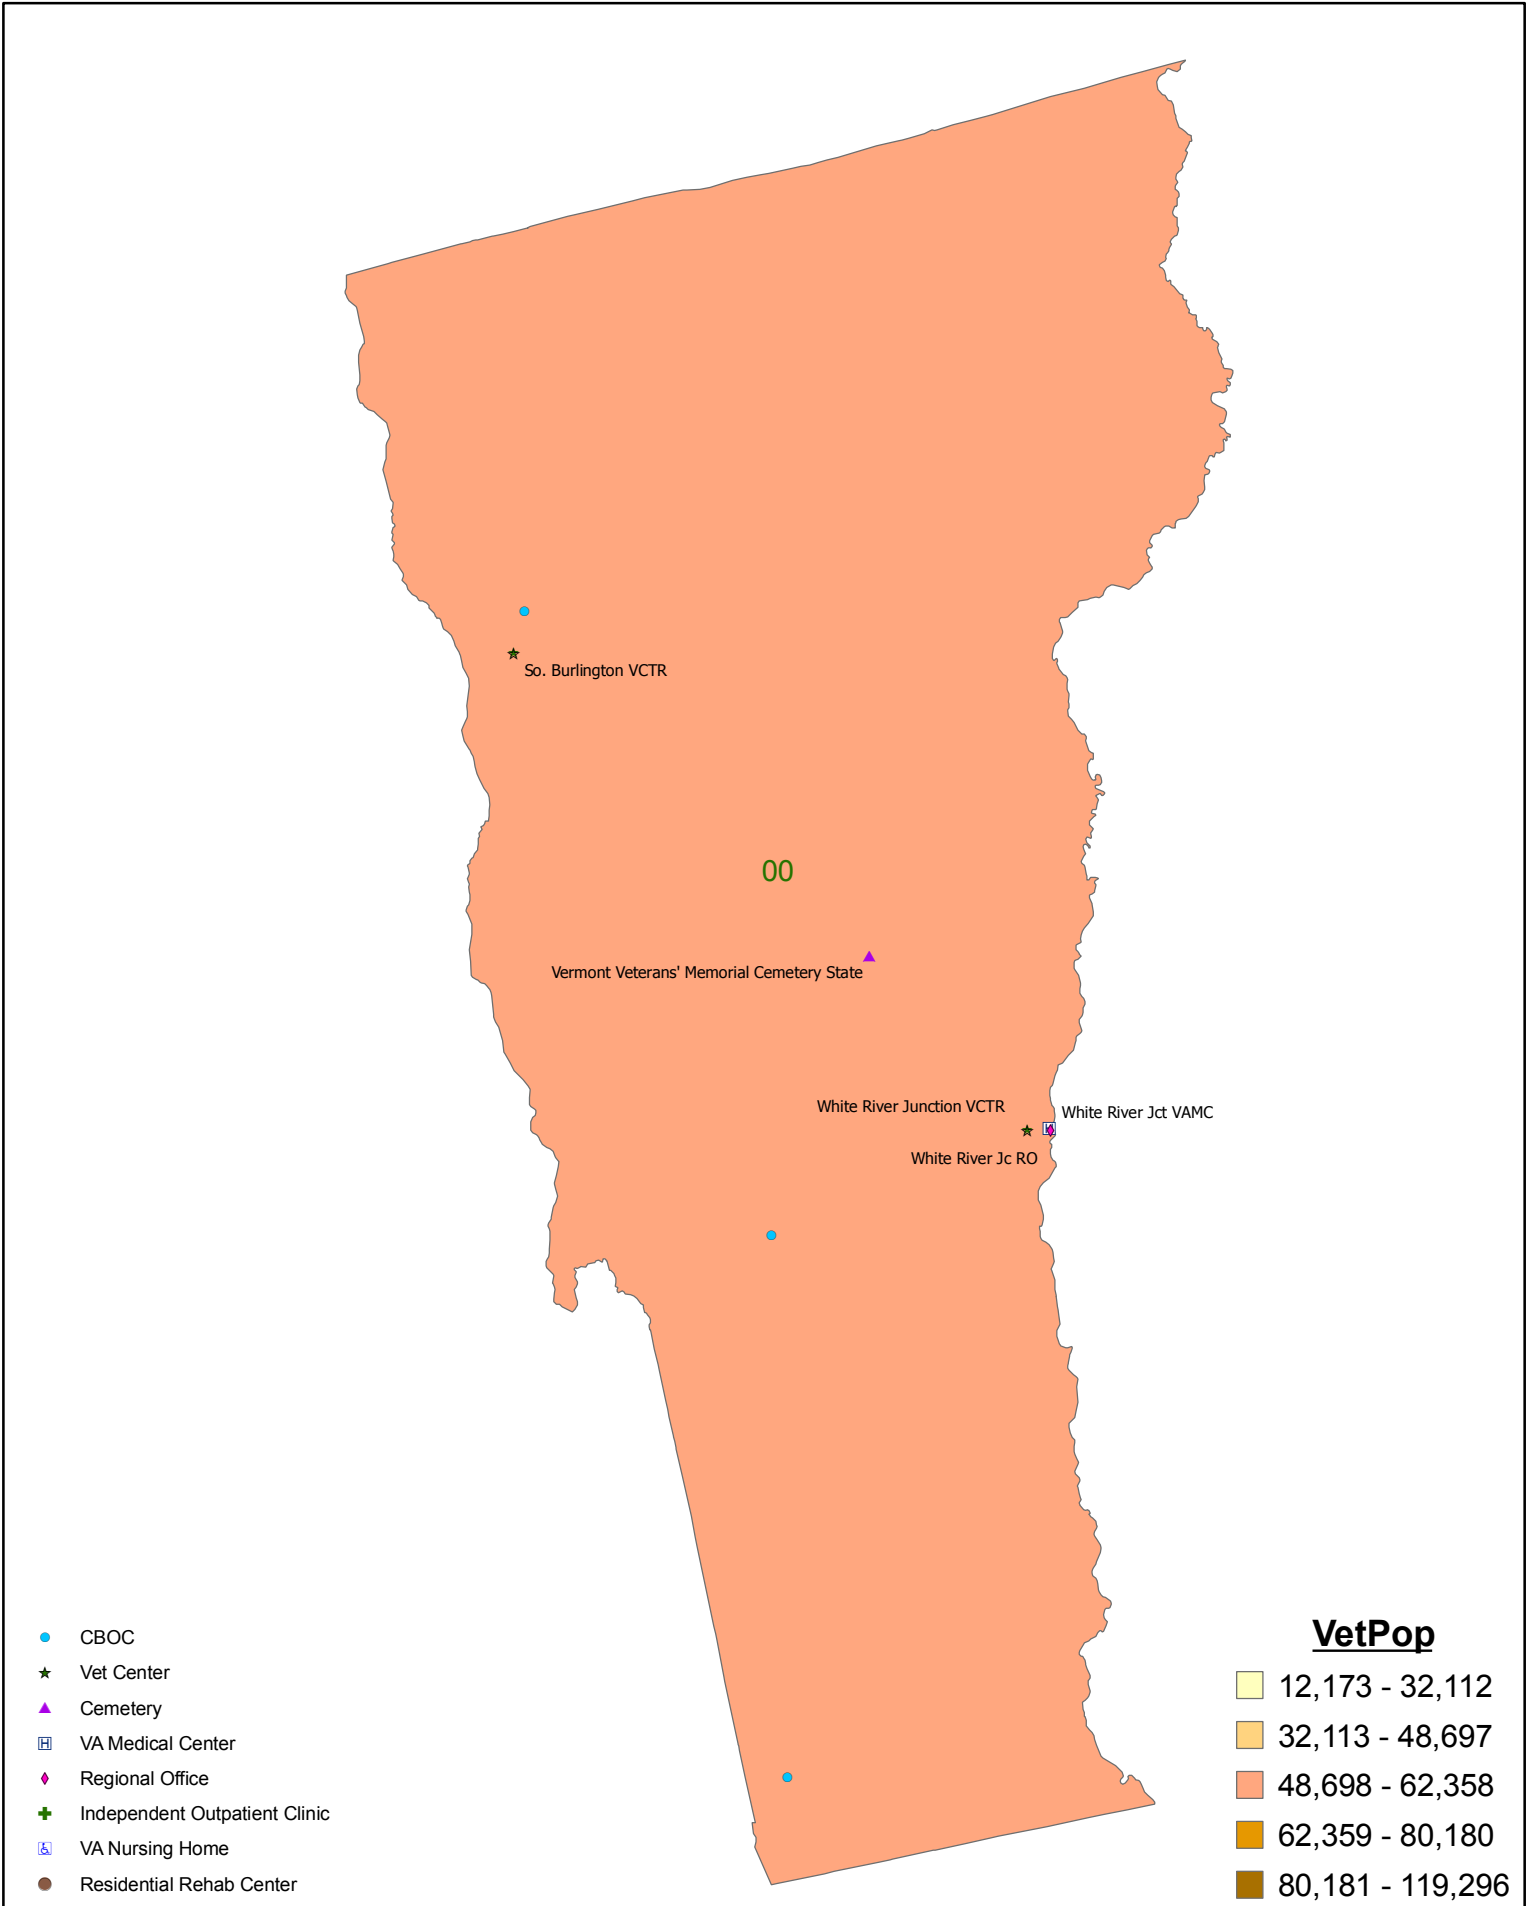 So. Burlington VCTR
00
Vermont Veterans' Memorial Cemetery State
White River Junction VCTR
White River Jct VAMC
White River Jc RO
CBOC
Vet Center
Cemetery
H VA Medical Center
Regional Office
Independent Outpatient Clinic
VA Nursing Home
Residential Rehab Center
VetPop
12,173 - 32,112
32,113 - 48,697
48,698 - 62,358
62,359 - 80,180
80,181 - 119,296